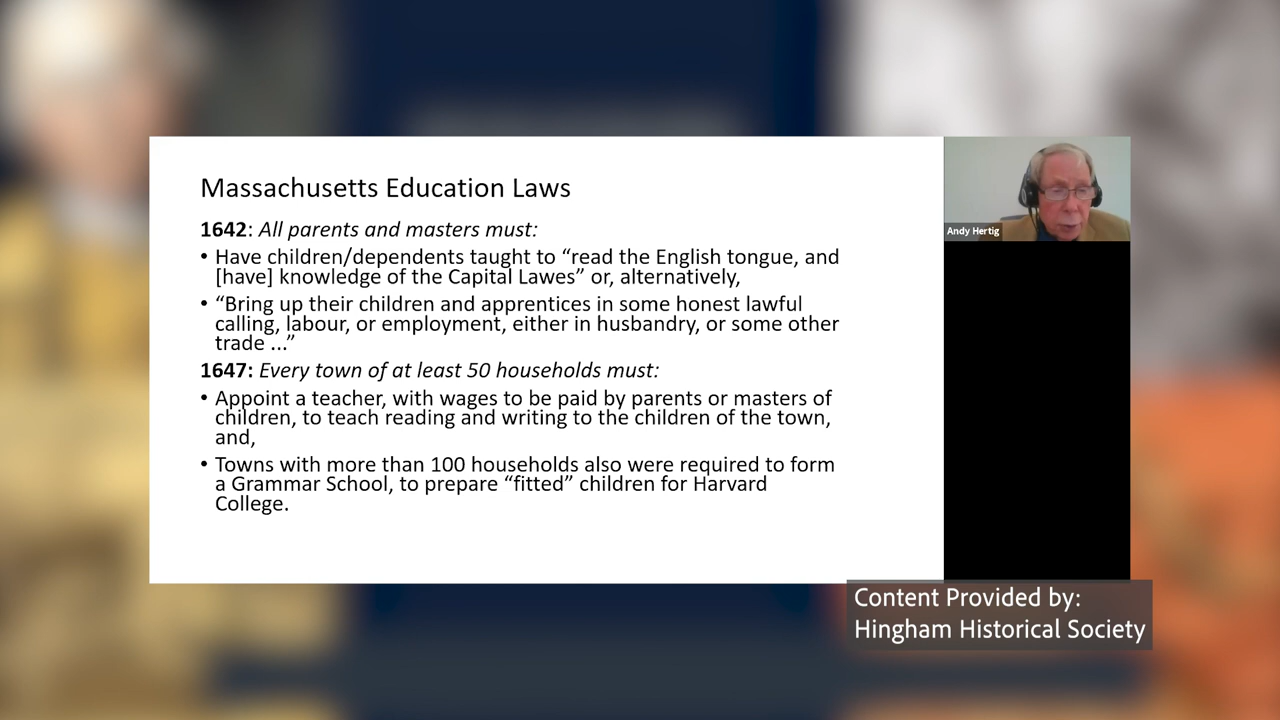 Massachusetts Education Laws
1642: All parents and masters must:
• Have children/dependents taught to “read the English tongue, and
[have] knowledge of the Capital Lawes” or, alternatively,
• “Bring up their children and apprentices in some honest lawful
calling, labour, or employment, either in husbandry, or some other
trade ...”
1647: Every town of at least 50 households must:
• Appoint a teacher, with wages to be paid by parents or masters of
children, to teach reading and writing to the children of the town,
and,
• Towns with more than 100 households also were required to form
a Grammar School, to prepare “fitted” children for Harvard
College.
Andy Hertig
Content Provided by:
Hingham Historical Society